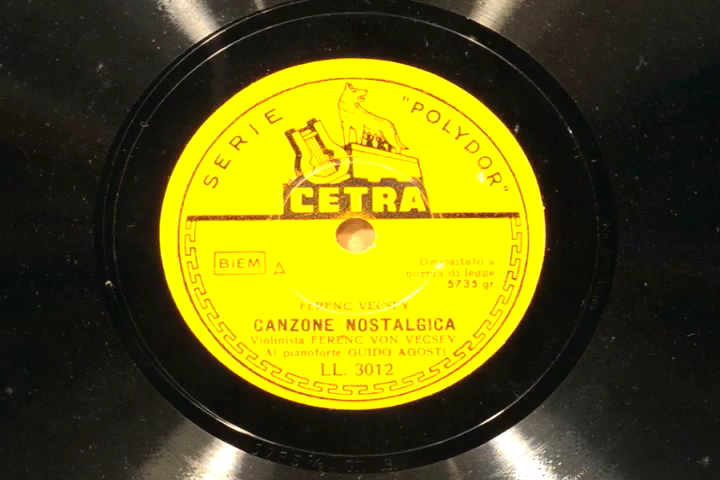 SERIE "POLYDOR"
CETRA
BIEM
A
Depositato a
norma di legge
5735 gr
FERENC VECSEY
CANZONE NOSTALGICA
Violinista FERENC VON VECSEY
Al pianoforte GUIDO AGOSTI
LL. 3012